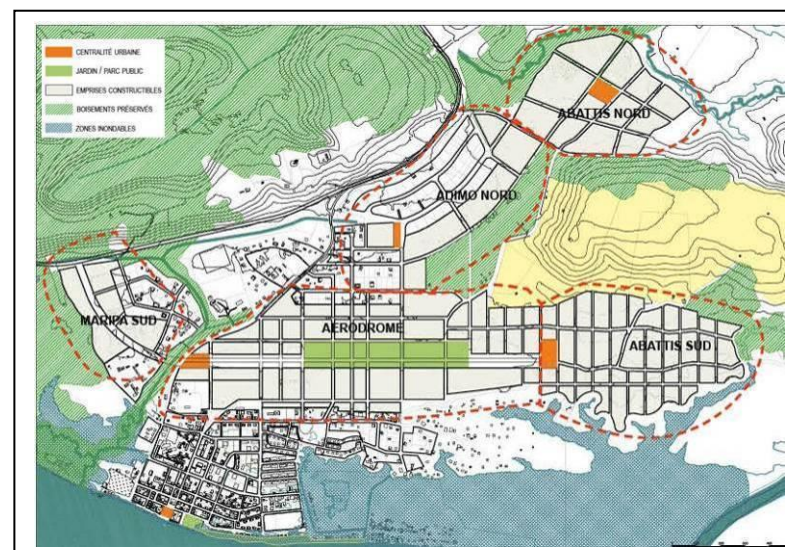 CENTRALITÉ URBAINE
JARDIN / PARC PUBLIC
EMPRISES CONSTRUCTIBLES
BOISEMENTS PRÉSERVÉS
ZONES INONDABLES
ABATTIS NORD
ADIMO NORD
MARIPA SUD
AERODROME
ABATTIS SUD